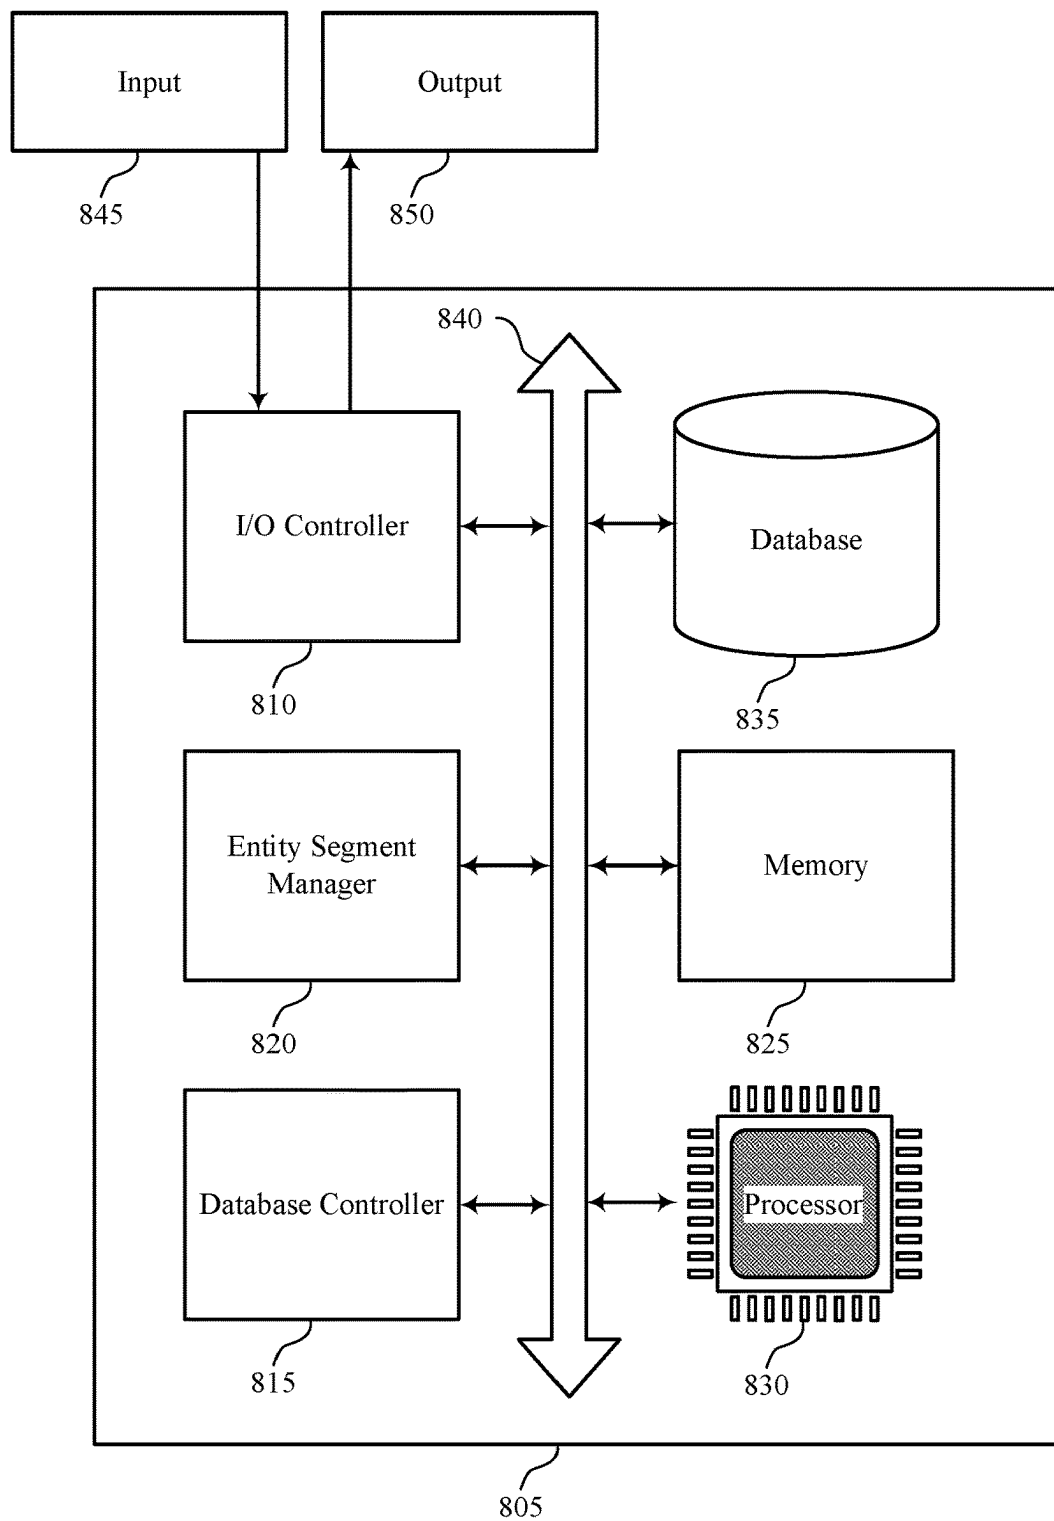 Input
Output
845
850
840
I/O Controller
Database
810
835
Entity Segment
Manager
Memory
820
825
Database Controller
Processor
815
830
805